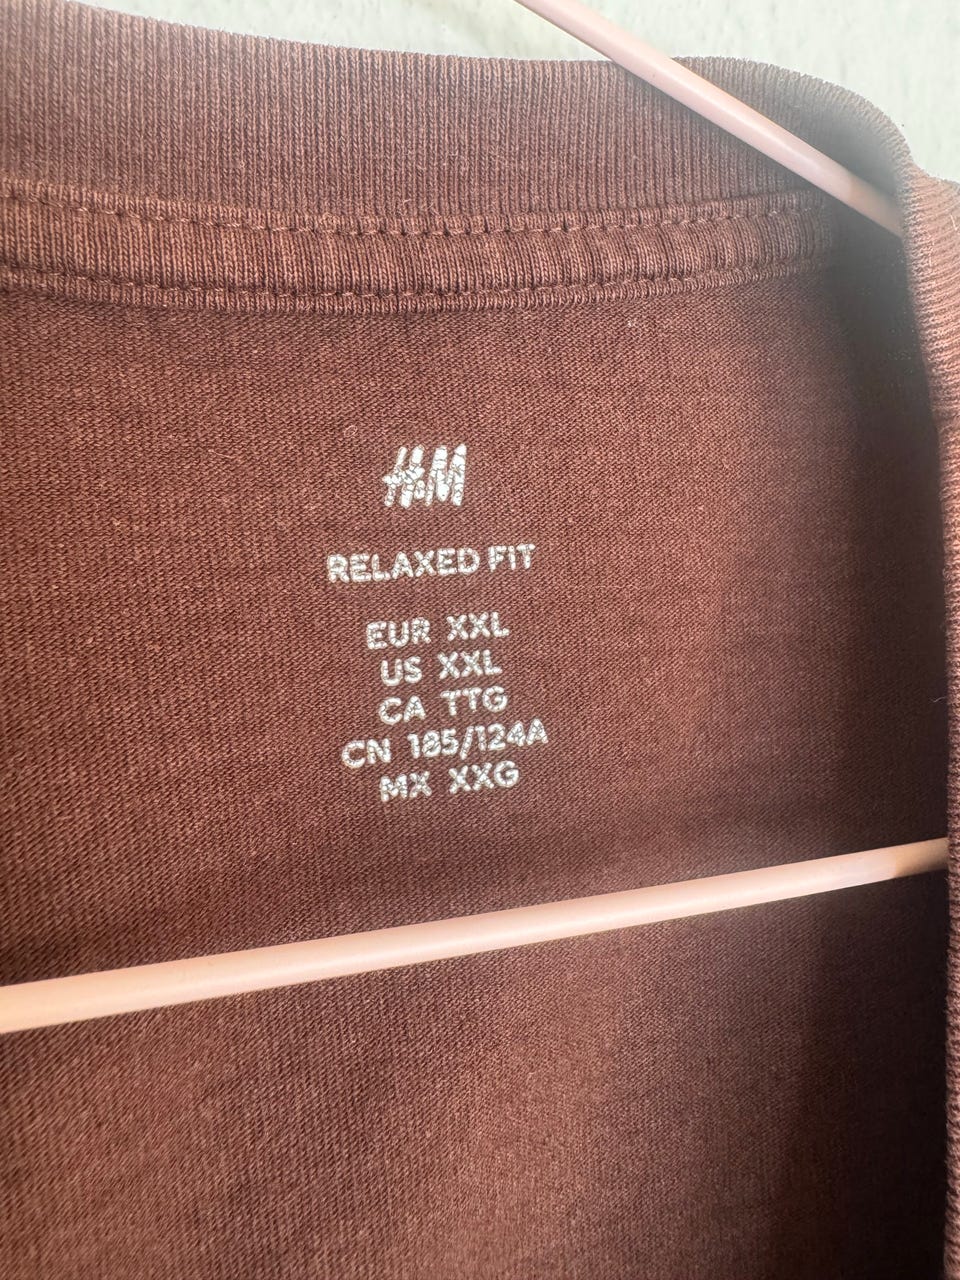 H&M
RELAXED FIT
EUR XXL
US XXL
CA TTG
CN 185/124A
MX XXG